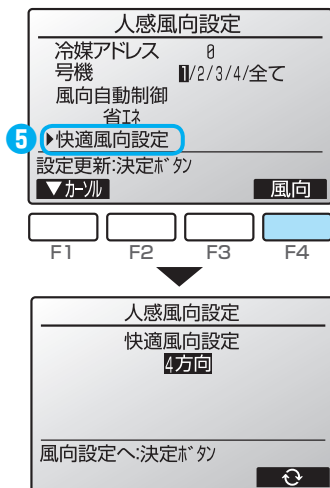 人感風向設定
冷媒アドレス 0
号機 1/2/3/4/全て
風向自動制御
省エネ
5 ▶快適風向設定
設定更新:決定ボタン
▼カーソル 風向
F1 F2 F3 F4
人感風向設定
快適風向設定
4方向
風向設定へ:決定ボタン